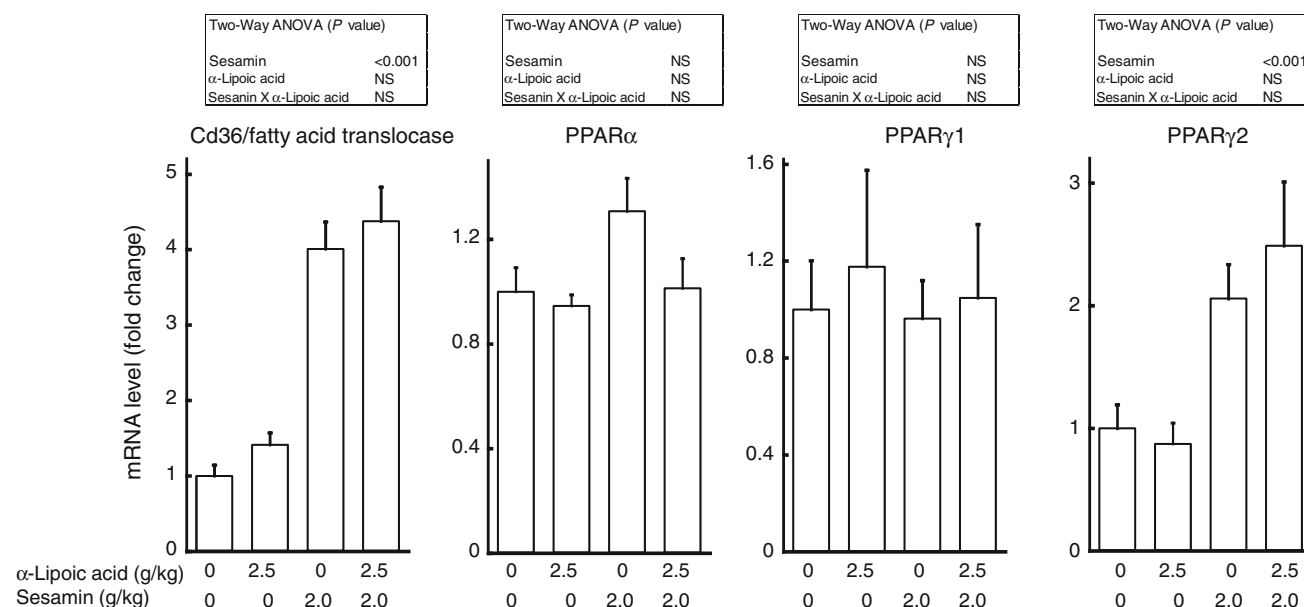 Two-Way ANOVA (P value)
Sesamin <0.001
α-Lipoic acid NS
Sesanin X α-Lipoic acid NS
Two-Way ANOVA (P value)
Sesamin NS
α-Lipoic acid NS
Sesanin X α-Lipoic acid NS
Two-Way ANOVA (P value)
Sesamin NS
α-Lipoic acid NS
Sesanin X α-Lipoic acid NS
Two-Way ANOVA (P value)
Sesamin <0.001
α-Lipoic acid NS
Sesanin X α-Lipoic acid NS
Cd36/fatty acid translocase
PPARα
PPARγ1
PPARγ2
mRNA level (fold change)
5
4
3
2
1
0
1.2
0.8
0.4
0
1.6
1.2
0.8
0.4
0
3
2
1
0
α-Lipoic acid (g/kg) 0 2.5 0 2.5 0 2.5 0 2.5 0 2.5 0 2.5 0 2.5 0 2.5
Sesamin (g/kg) 0 0 2.0 2.0 0 0 2.0 2.0 0 0 2.0 2.0 0 0 2.0 2.0